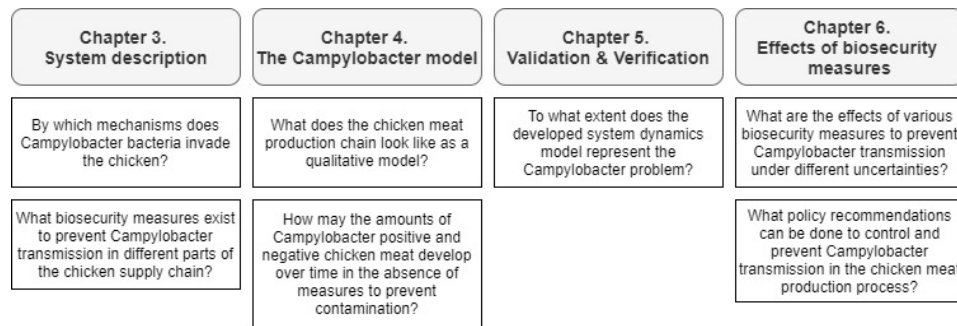 Chapter 3.
System description
By which mechanisms does
Campylobacter bacteria invade
the chicken?
What biosecurity measures exist
to prevent Campylobacter
transmission in different parts of
the chicken supply chain?
Chapter 4.
The Campylobacter model
What does the chicken meat
production chain look like as a
qualitative model?
How may the amounts of
Campylobacter positive and
negative chicken meat develop
over time in the absence of
measures to prevent
contamination?
Chapter 5.
Validation & Verification
To what extent does the
developed system dynamics
model represent the
Campylobacter problem?
Chapter 6.
Effects of biosecurity
measures
What are the effects of various
biosecurity measures to prevent
Campylobacter transmission
under different uncertainties?
What policy recommendations
can be done to control and
prevent Campylobacter
transmission in the chicken meat
production process?